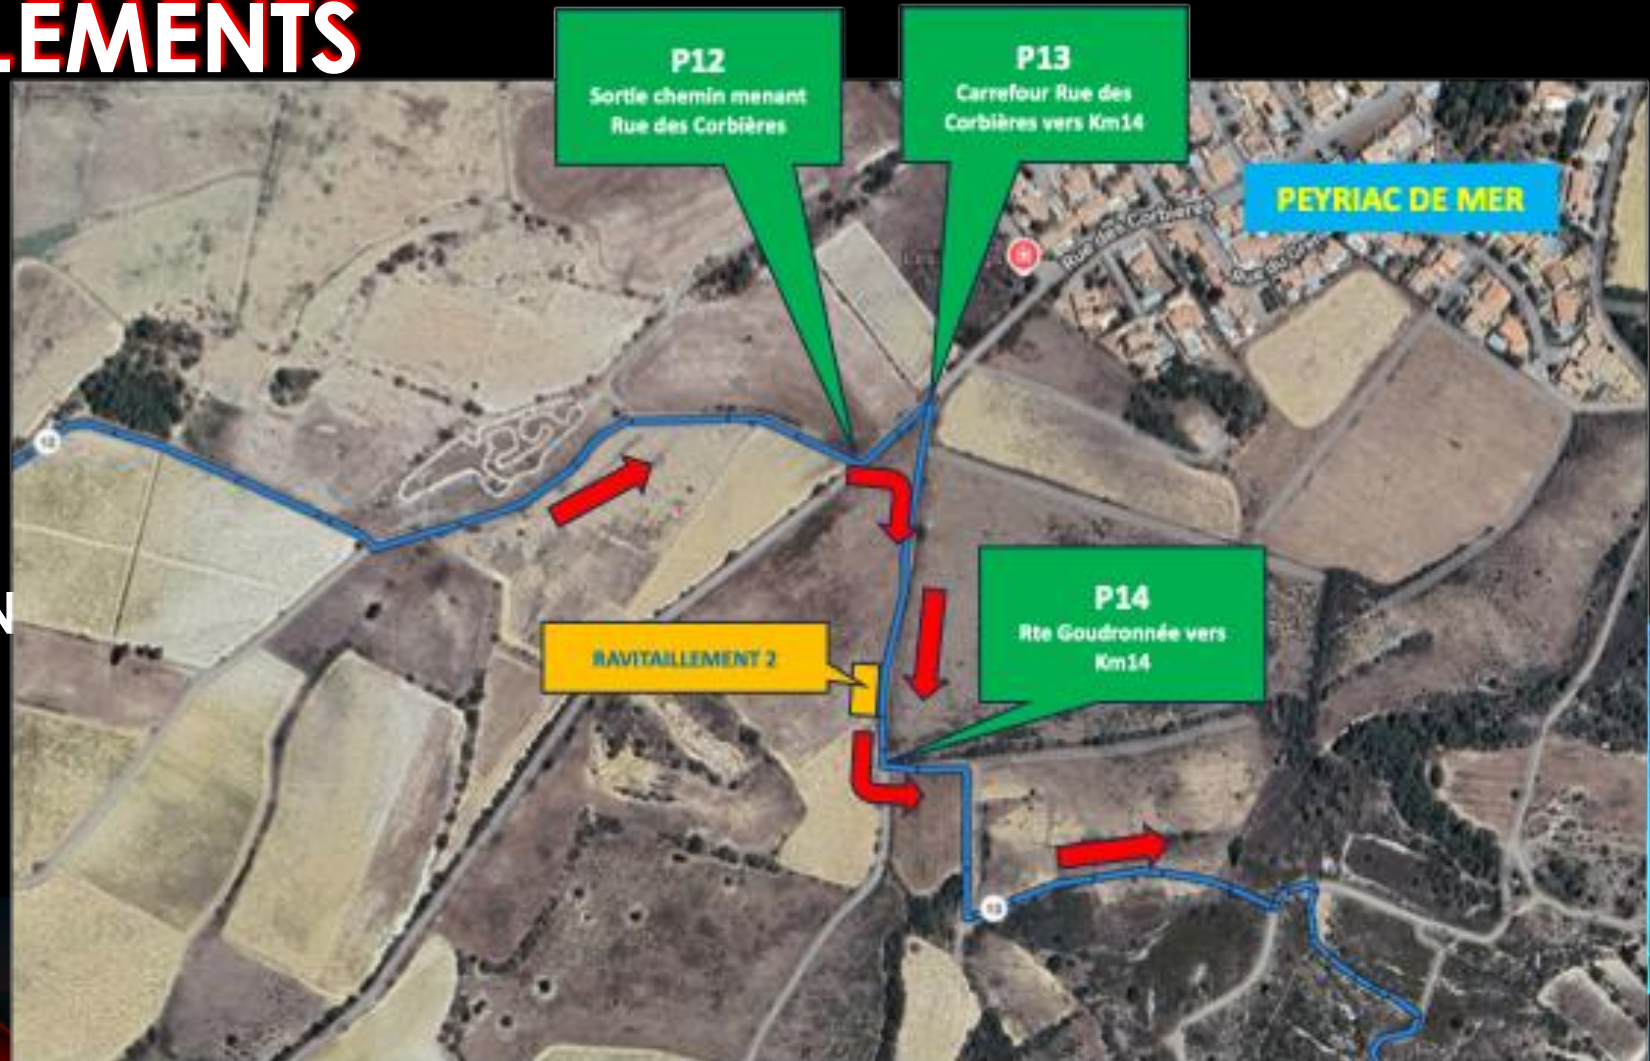 LEMENTS
P12
Sortie chemin menant
Rue des Corbières
P13
Carrefour Rue des
Corbières vers Km14
PEYRIAC DE MER
Rue des Corbières
N
RAVITAILLEMENT 2
P14
Rte Goudronnée vers
Km14